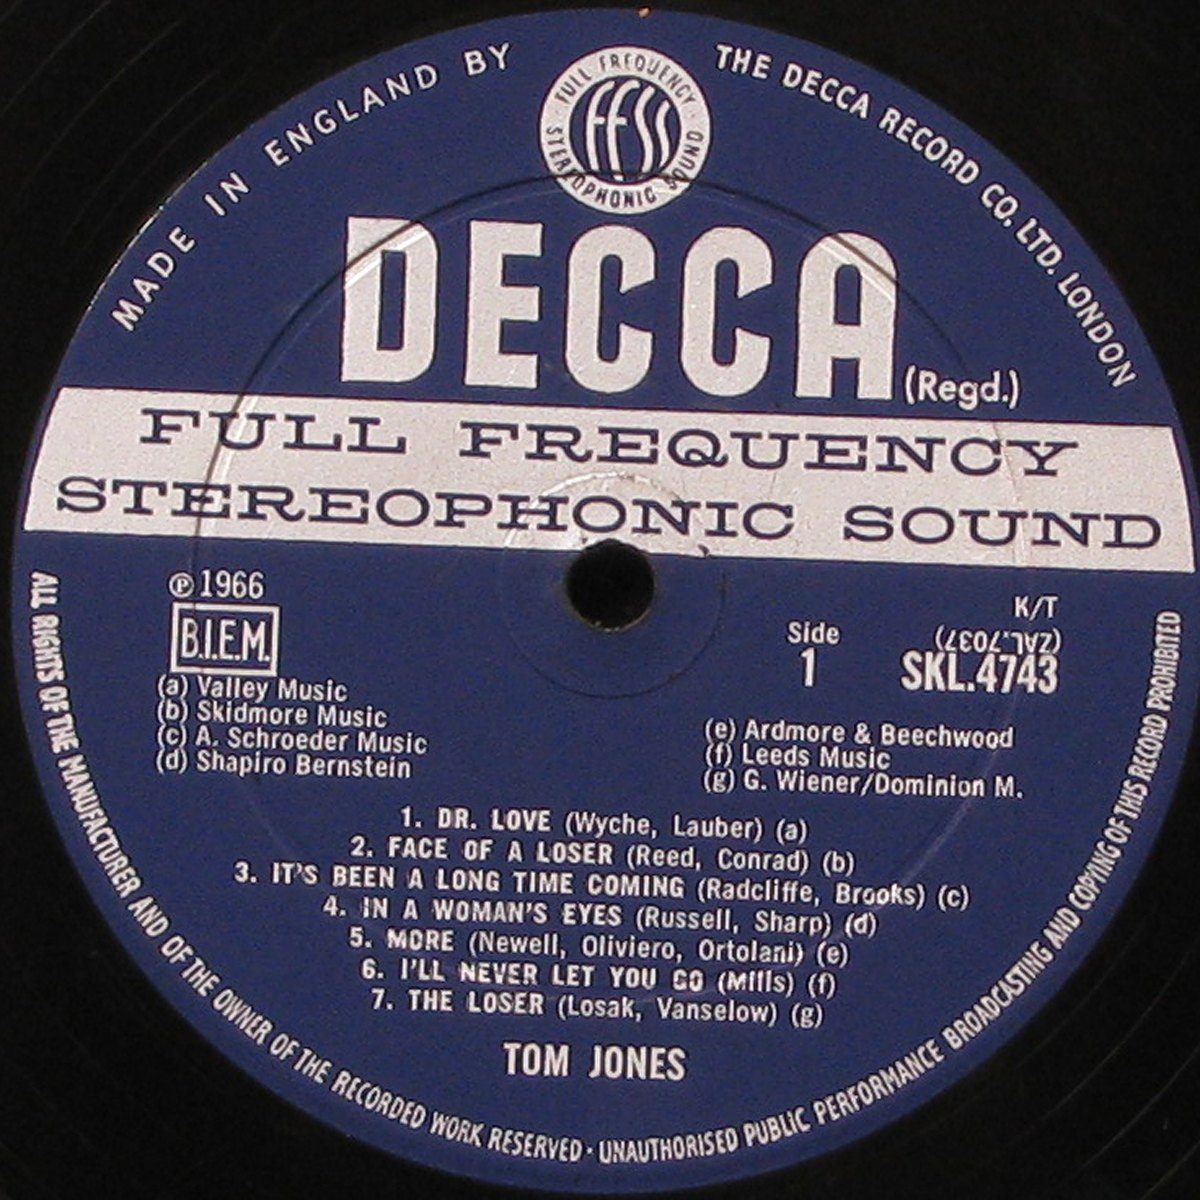 MADE IN ENGLAND BY THE DECCA RECORD CO. LTD. LONDON
FULL FREQUENCY
FFSS
STEREOPHONIC SOUND
DECCA (Regd.)
FULL FREQUENCY
STEREOPHONIC SOUND
℗ 1966
B.I.E.M.
(a) Valley Music
(b) Skidmore Music
(c) A. Schroeder Music
(d) Shapiro Bernstein
Side
1
K/T
(ZAL.7037)
SKL.4743
(e) Ardmore & Beechwood
(f) Leeds Music
(g) G. Wiener/Dominion M.
1. DR. LOVE (Wyche, Lauber) (a)
2. FACE OF A LOSER (Reed, Conrad) (b)
3. IT'S BEEN A LONG TIME COMING (Radcliffe, Brooks) (c)
4. IN A WOMAN'S EYES (Russell, Sharp) (d)
5. MORE (Newell, Oliviero, Ortolani) (e)
6. I'LL NEVER LET YOU GO (Mills) (f)
7. THE LOSER (Losak, Vanselow) (g)
TOM JONES
ALL RIGHTS OF THE MANUFACTURER AND OF THE OWNER OF THE RECORDED WORK RESERVED · UNAUTHORISED PUBLIC PERFORMANCE BROADCASTING AND COPYING OF THIS RECORD PROHIBITED